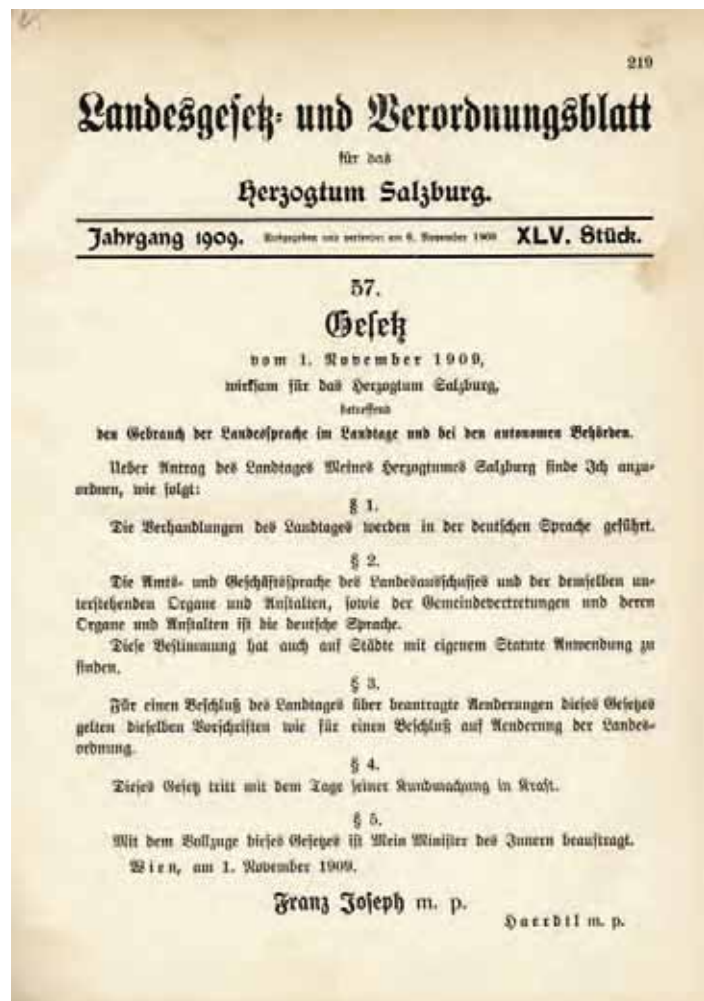 219
Landesgesetz- und Verordnungsblatt
für das
Herzogtum Salzburg.
Jahrgang 1909. Ausgegeben und versendet am 6. November 1909 XLV. Stück.
57.
Gesetz
vom 1. November 1909,
wirksam für das Herzogtum Salzburg,
betreffend
den Gebrauch der Landessprache im Landtage und bei den autonomen Behörden.
Ueber Antrag des Landtages Meines Herzogtumes Salzburg finde Ich anzu-
ordnen, wie folgt:
§ 1.
Die Verhandlungen des Landtages werden in der deutschen Sprache geführt.
§ 2.
Die Amts- und Geschäftssprache des Landesausschusses und der demselben un-
terstehenden Organe und Anstalten, sowie der Gemeindevertretungen und deren
Organe und Anstalten ist die deutsche Sprache.
Diese Bestimmung hat auch auf Städte mit eigenem Statute Anwendung zu
finden.
§ 3.
Für einen Beschluß des Landtages über beantragte Aenderungen dieses Gesetzes
gelten dieselben Vorschriften wie für einen Beschluß auf Aenderung der Landes-
ordnung.
§ 4.
Dieses Gesetz tritt mit dem Tage seiner Kundmachung in Kraft.
§ 5.
Mit dem Vollzuge dieses Gesetzes ist Mein Minister des Innern beauftragt.
Wien, am 1. November 1909.
Franz Joseph m. p.
Haerdtl m. p.